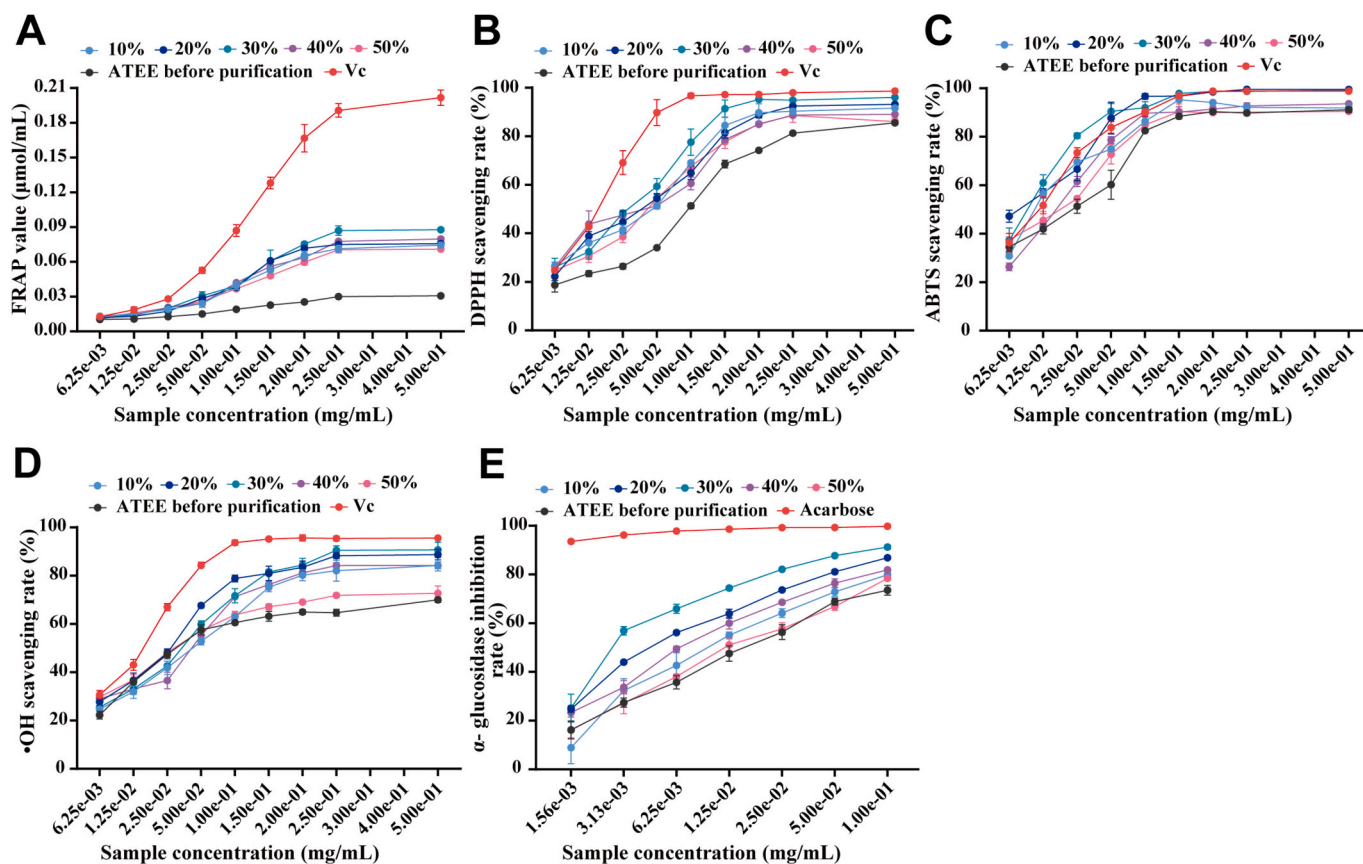 A
10% 20% 30% 40% 50%
ATEE before purification Vc
FRAP value (μmol/mL)
0.21
0.18
0.15
0.12
0.09
0.06
0.03
0.00
6.25e-03 1.25e-02 2.50e-02 5.00e-02 1.00e-01 1.50e-01 2.00e-01 2.50e-01 3.00e-01 4.00e-01 5.00e-01
Sample concentration (mg/mL)
B
10% 20% 30% 40% 50%
ATEE before purification Vc
DPPH scavenging rate (%)
100
80
60
40
20
0
6.25e-03 1.25e-02 2.50e-02 5.00e-02 1.00e-01 1.50e-01 2.00e-01 2.50e-01 3.00e-01 4.00e-01 5.00e-01
Sample concentration (mg/mL)
C
10% 20% 30% 40% 50%
ATEE before purification Vc
ABTS scavenging rate (%)
100
80
60
40
20
0
6.25e-03 1.25e-02 2.50e-02 5.00e-02 1.00e-01 1.50e-01 2.00e-01 2.50e-01 3.00e-01 4.00e-01 5.00e-01
Sample concentration (mg/mL)
D
10% 20% 30% 40% 50%
ATEE before purification Vc
•OH scavenging rate (%)
100
80
60
40
20
0
6.25e-03 1.25e-02 2.50e-02 5.00e-02 1.00e-01 1.50e-01 2.00e-01 2.50e-01 3.00e-01 4.00e-01 5.00e-01
Sample concentration (mg/mL)
E
10% 20% 30% 40% 50%
ATEE before purification Acarbose
α- glucosidase inhibition
rate (%)
100
80
60
40
20
0
1.56e-03 3.13e-03 6.25e-03 1.25e-02 2.50e-02 5.00e-02 1.00e-01
Sample concentration (mg/mL)